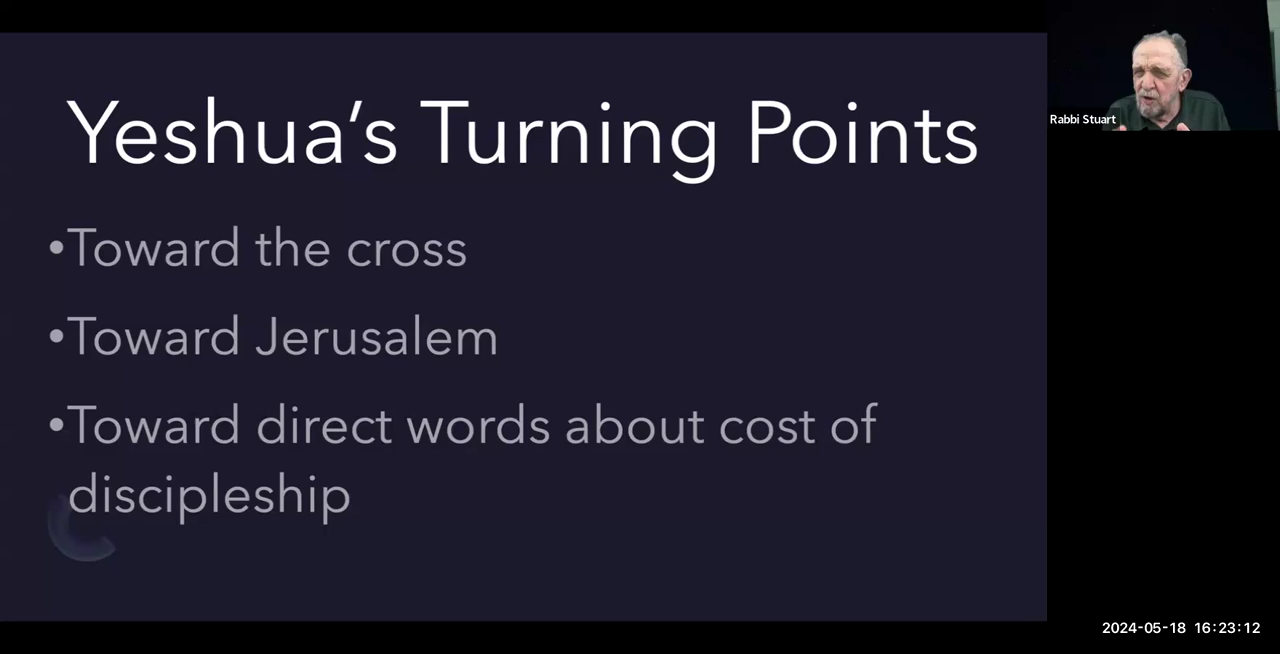 Yeshua’s Turning Points
•Toward the cross
•Toward Jerusalem
•Toward direct words about cost of
discipleship
Rabbi Stuart
2024-05-18 16:23:12